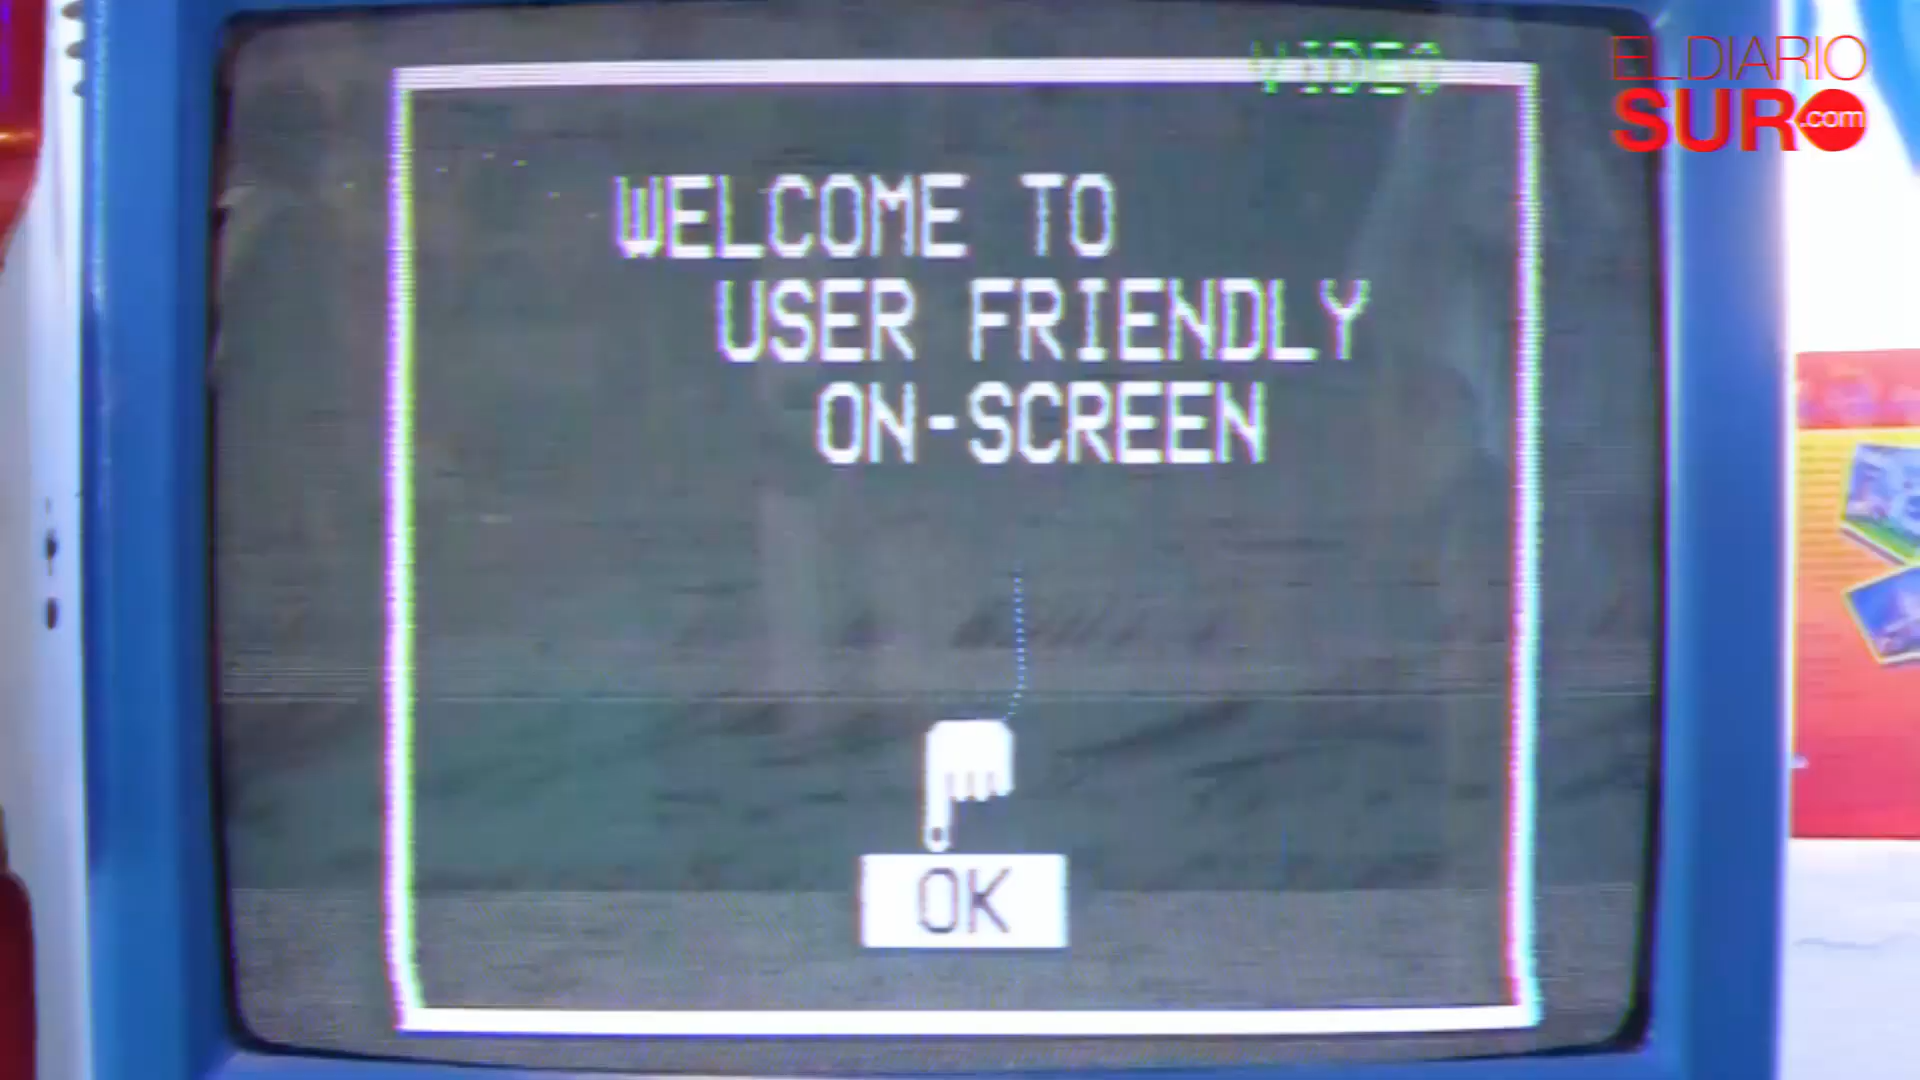 VIDEO
EL DIARIO
SUR.com
WELCOME TO
USER FRIENDLY
ON-SCREEN
OK